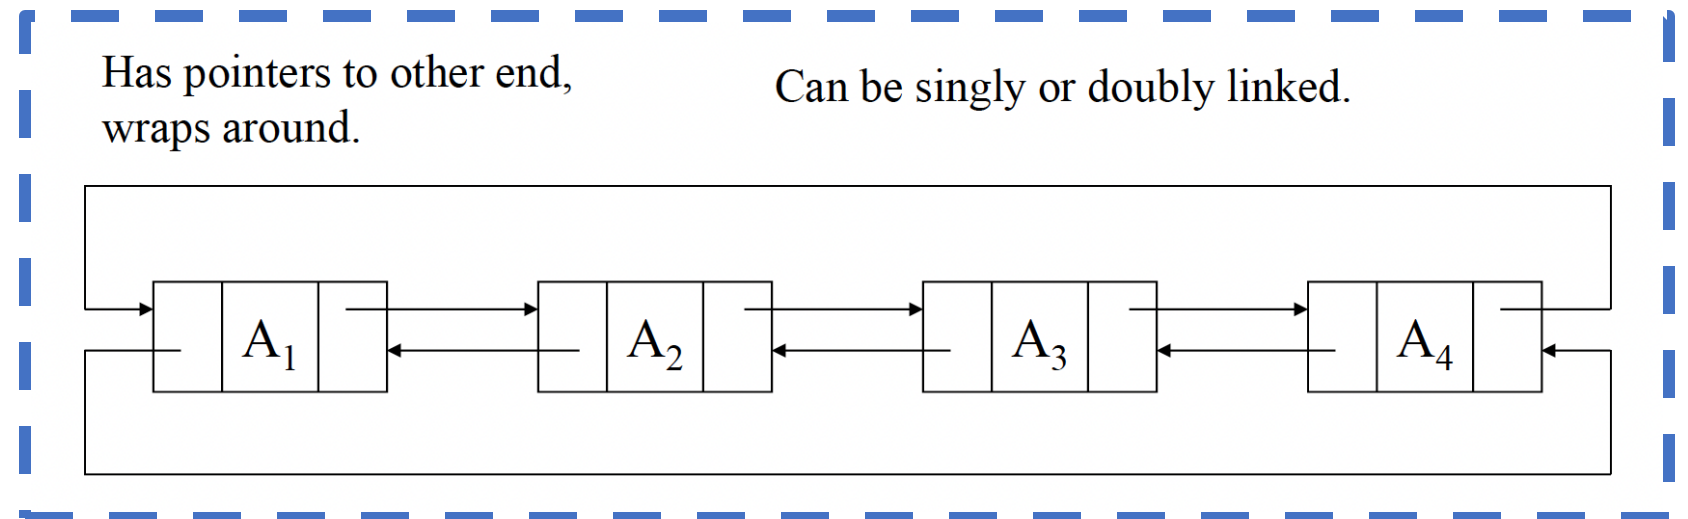 Has pointers to other end,
wraps around.
Can be singly or doubly linked.
A₁
A₂
A₃
A₄